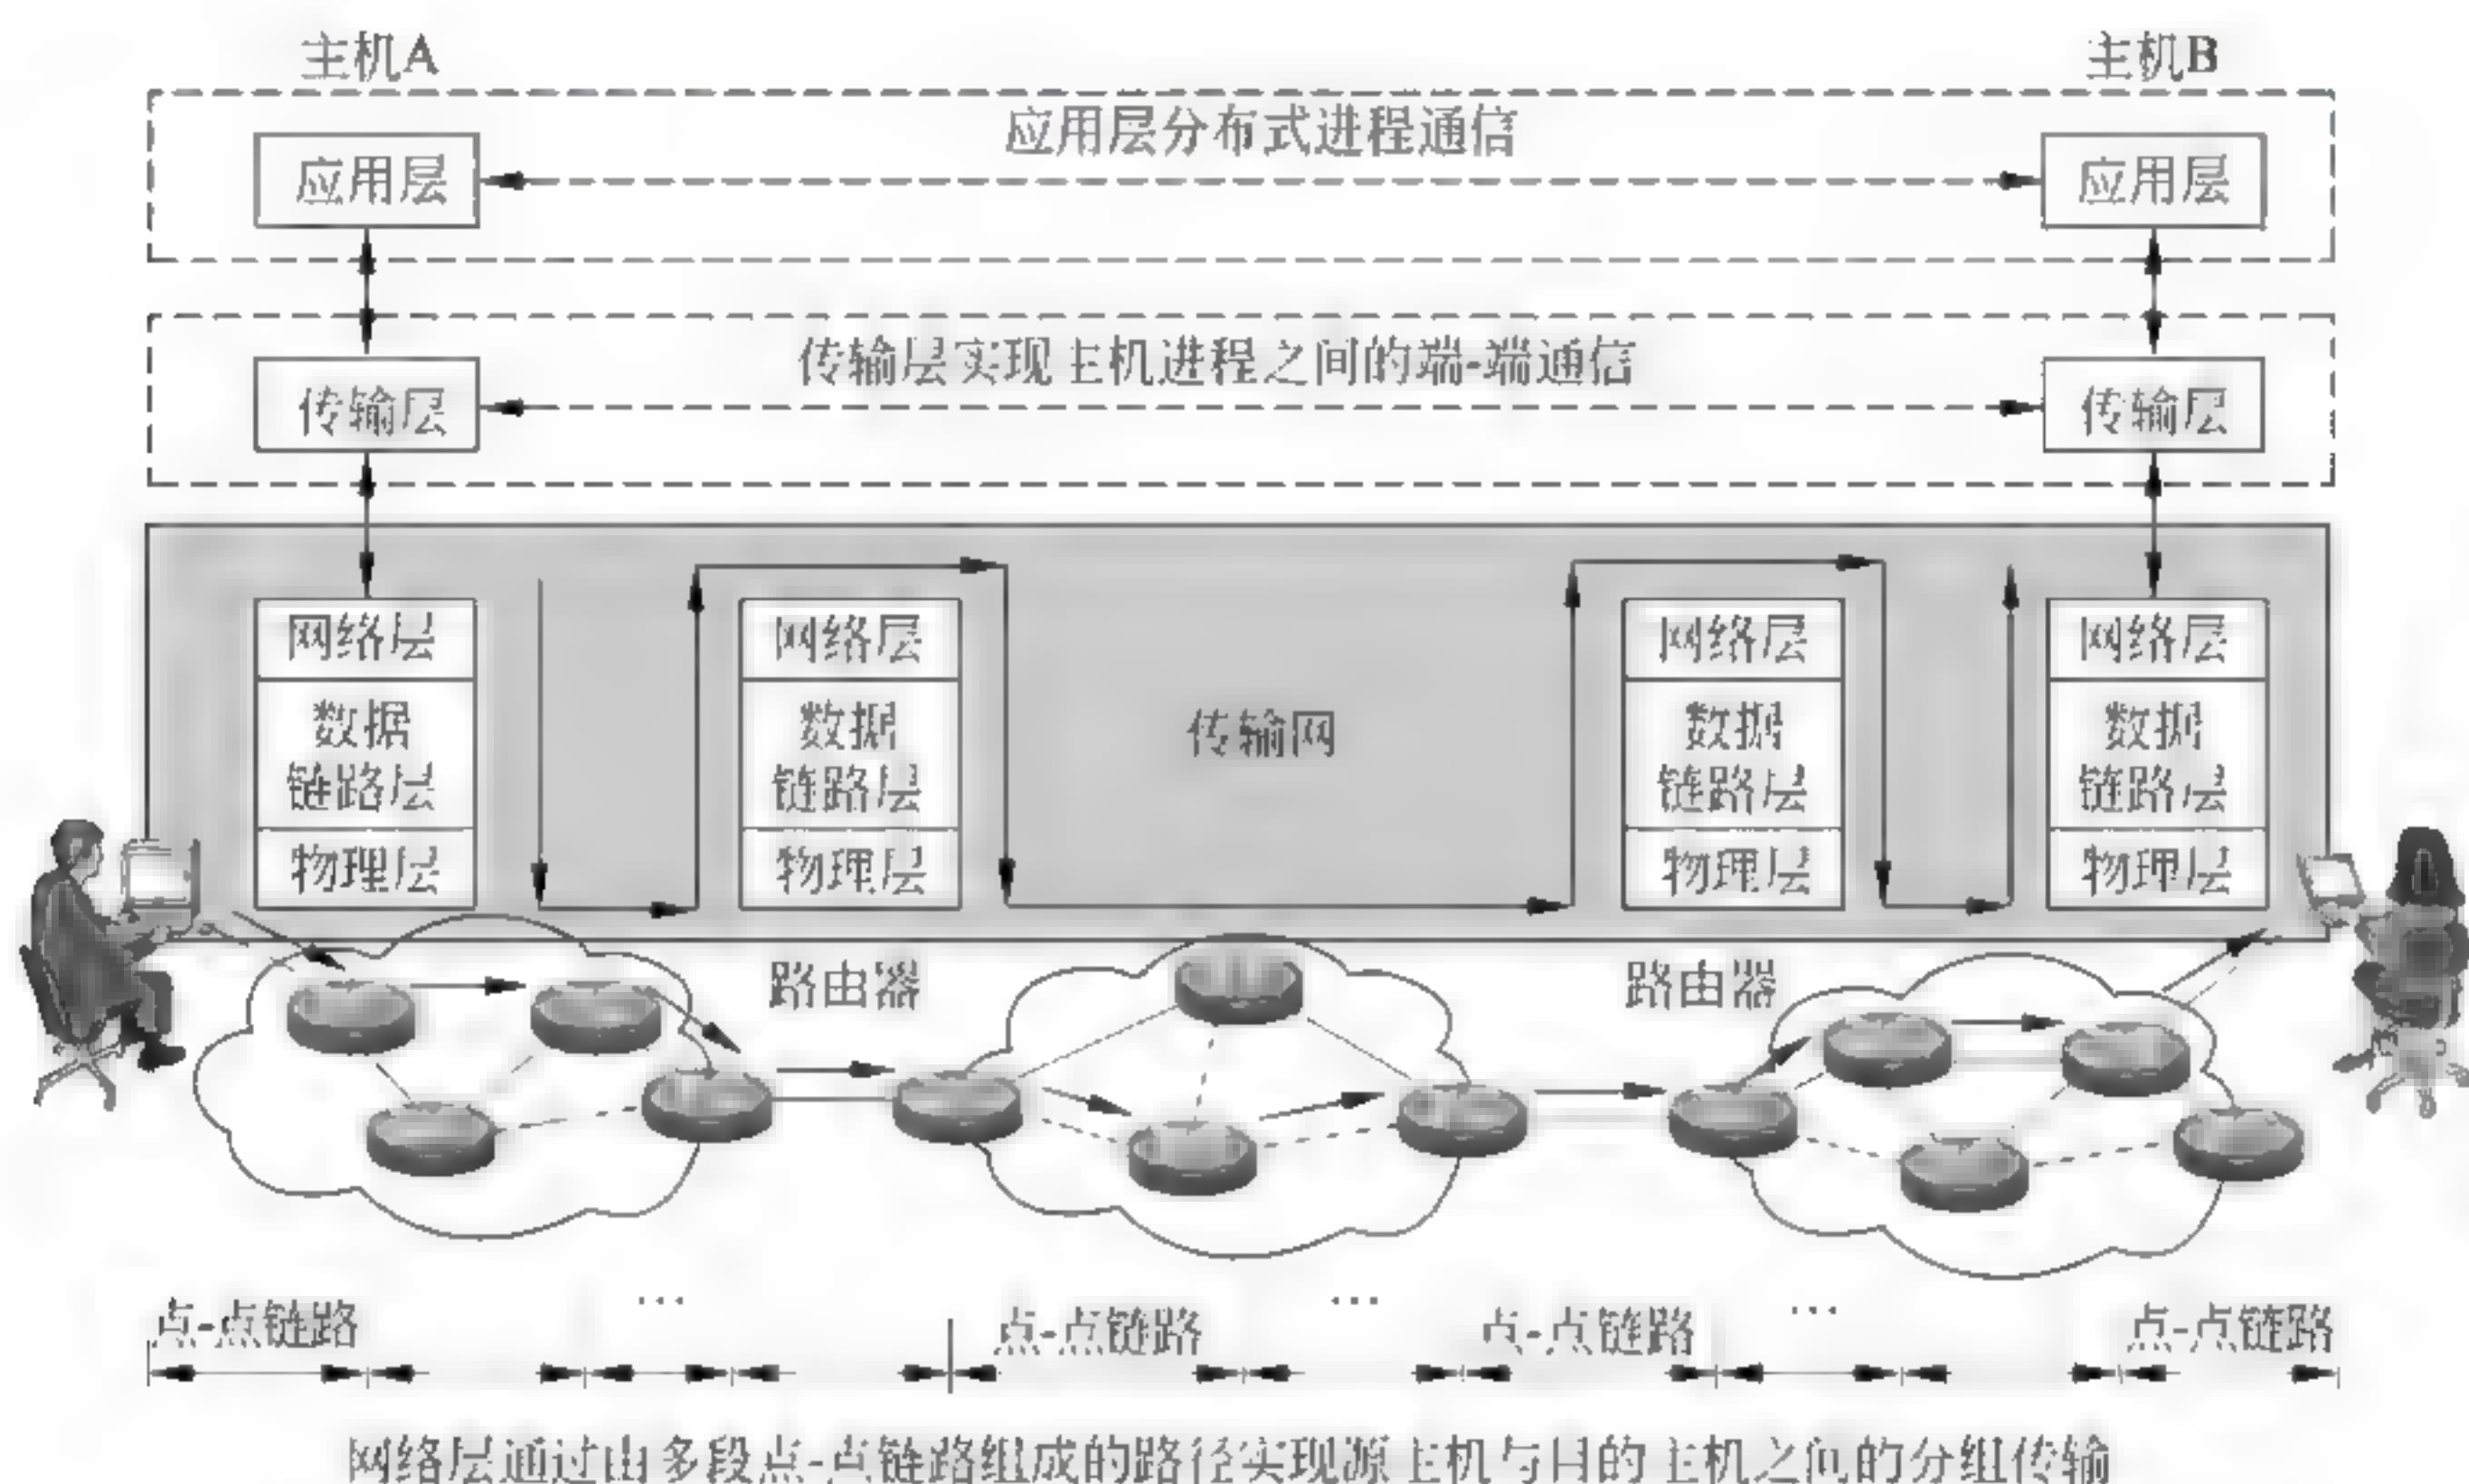 主机A
主机B
应用层分布式进程通信
应用层
应用层
传输层实现主机进程之间的端-端通信
传输层
传输层
网络层
数据
链路层
物理层
网络层
数据
链路层
物理层
传输网
网络层
数据
链路层
物理层
网络层
数据
链路层
物理层
路由器
路由器
点-点链路
…
点-点链路
…
点-点链路
…
点-点链路
网络层通过由多段点-点链路组成的路径实现源主机与目的主机之间的分组传输